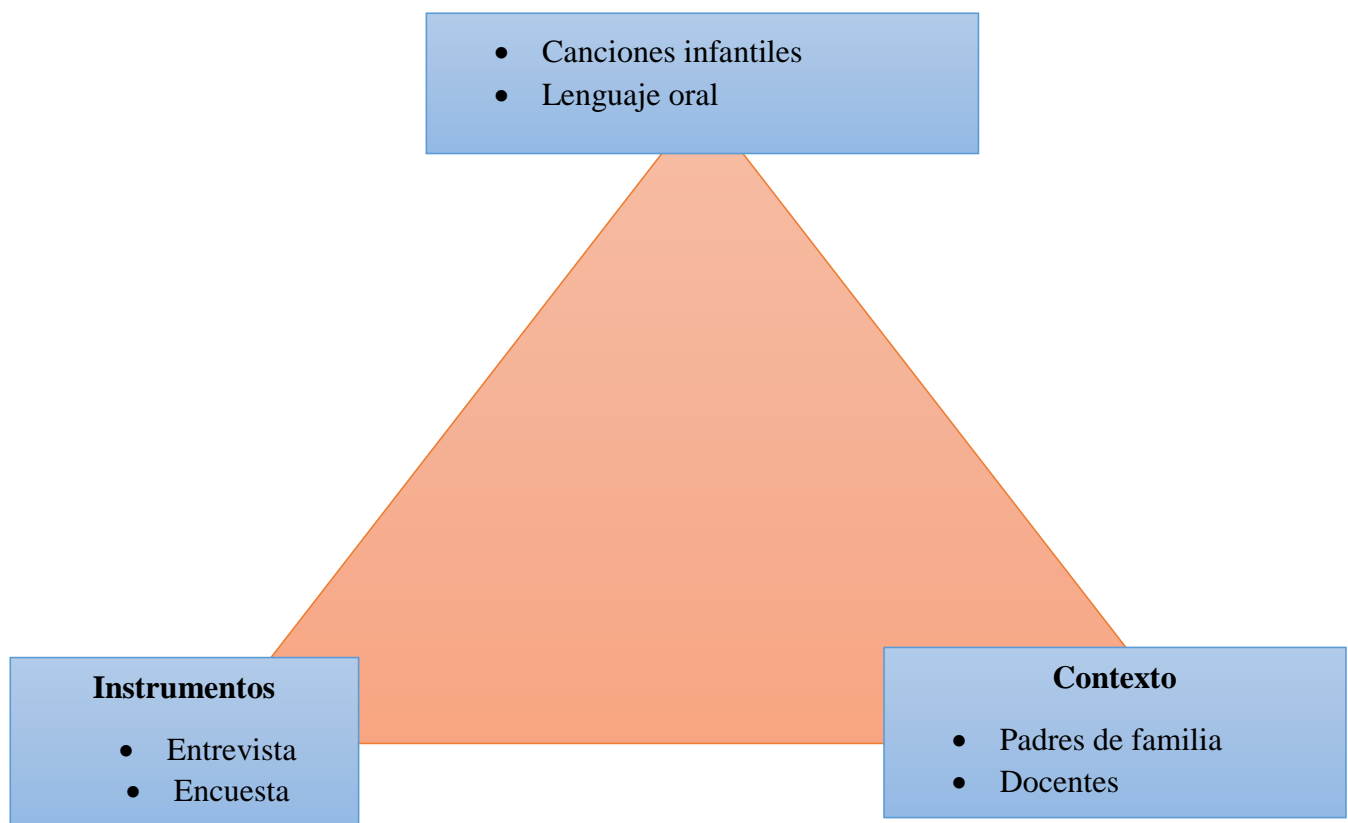 • Canciones infantiles
• Lenguaje oral
Instrumentos
• Entrevista
• Encuesta
Contexto
• Padres de familia
• Docentes